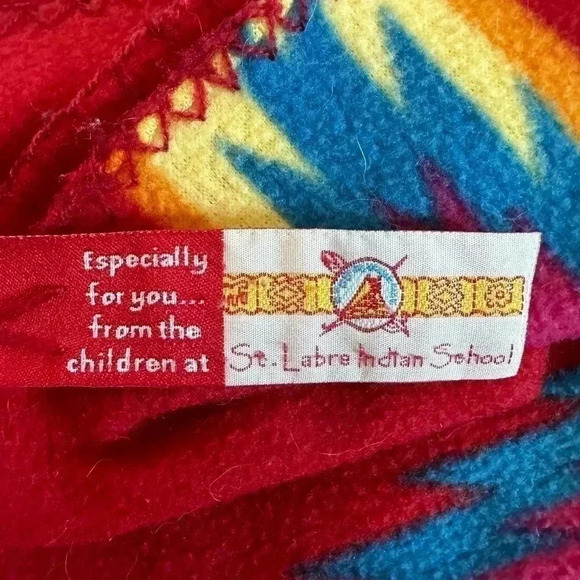 Especially
for you...
from the
children at
St. Labre Indian School